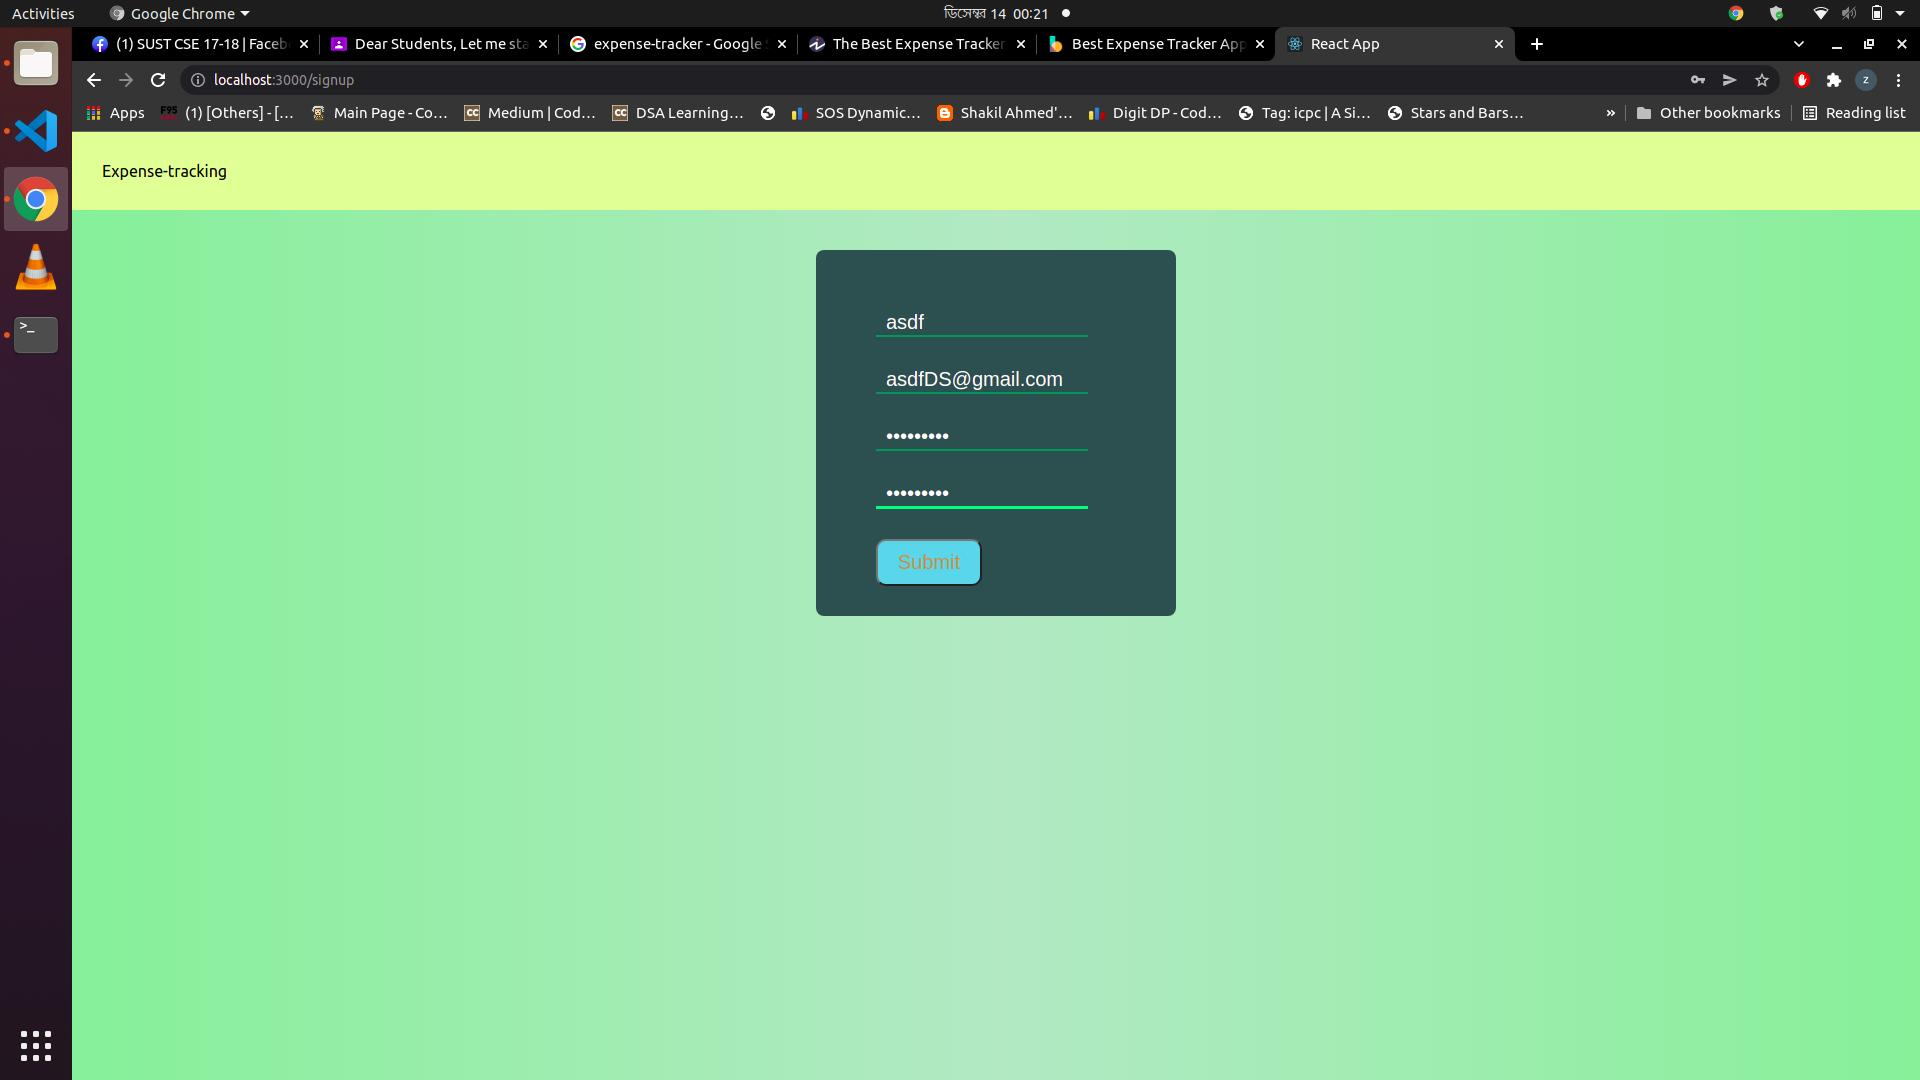 Activities
Google Chrome
ডিসেম্বর 14 00:21
(1) SUST CSE 17-18 | Faceb
Dear Students, Let me sta
expense-tracker - Google
The Best Expense Tracker
Best Expense Tracker App
React App
localhost:3000/signup
z
Apps
F95
(1) [Others] - [...
Main Page - Co...
CC
Medium | Cod...
CC
DSA Learning...
SOS Dynamic...
Shakil Ahmed'...
Digit DP - Cod...
Tag: icpc | A Si...
Stars and Bars...
»
Other bookmarks
Reading list
Expense-tracking
asdf
asdfDS@gmail.com
•••••••••
•••••••••
Submit
>_